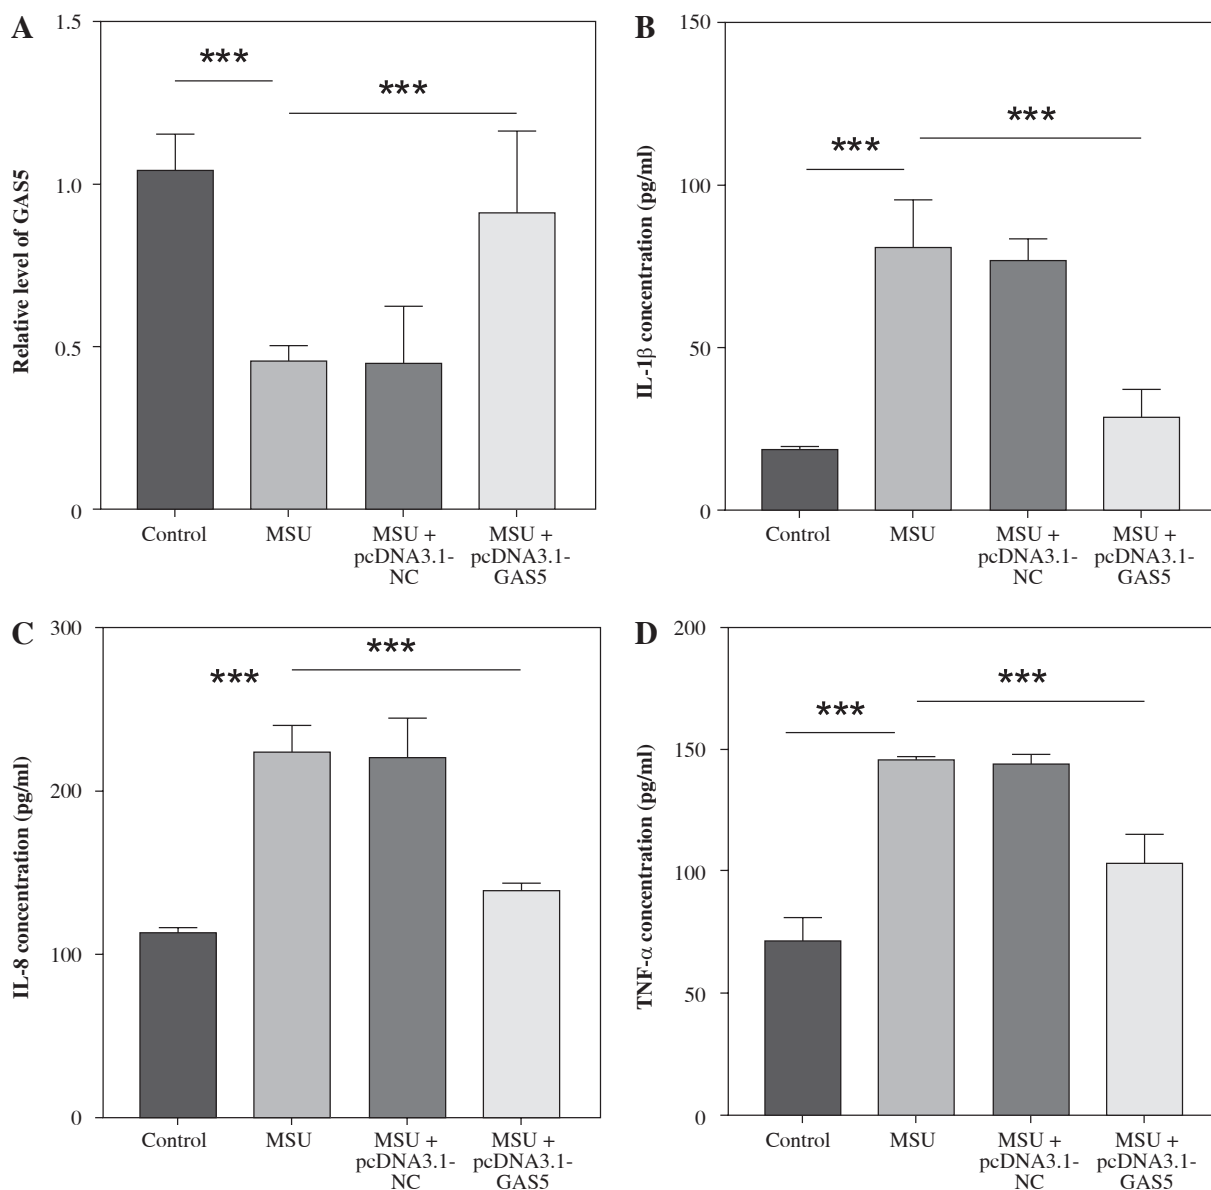 A
Relative level of GAS5
1.5
1.0
0.5
0
***
***
Control
MSU
MSU +
pcDNA3.1-
NC
MSU +
pcDNA3.1-
GAS5
B
IL-1β concentration (pg/ml)
150
100
50
0
***
***
Control
MSU
MSU +
pcDNA3.1-
NC
MSU +
pcDNA3.1-
GAS5
C
IL-8 concentration (pg/ml)
300
200
100
0
***
***
Control
MSU
MSU +
pcDNA3.1-
NC
MSU +
pcDNA3.1-
GAS5
D
TNF-α concentration (pg/ml)
200
150
100
50
0
***
***
Control
MSU
MSU +
pcDNA3.1-
NC
MSU +
pcDNA3.1-
GAS5